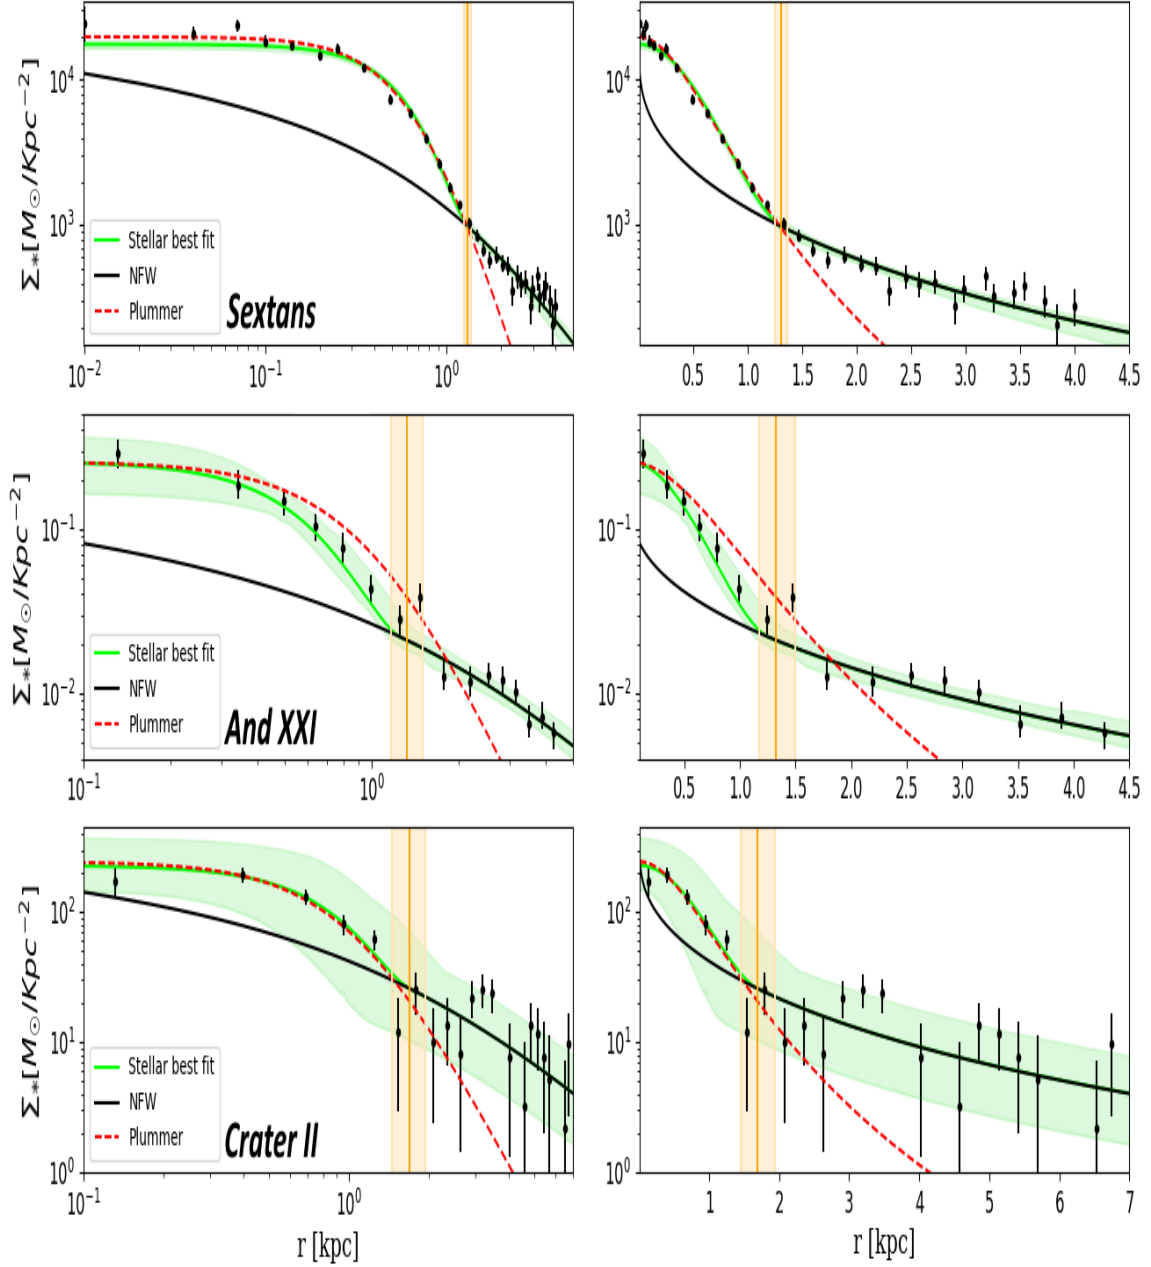 Σ*[M⊙/Kpc⁻²]
10⁴
10³
Stellar best fit
NFW
Plummer
Sextans
10⁻² 10⁻¹ 10⁰
10⁴
10³
0.5 1.0 1.5 2.0 2.5 3.0 3.5 4.0 4.5
Σ*[M⊙/Kpc⁻²]
10⁻¹
10⁻²
Stellar best fit
NFW
Plummer
And XXI
10⁻¹ 10⁰
10⁻¹
10⁻²
0.5 1.0 1.5 2.0 2.5 3.0 3.5 4.0 4.5
Σ*[M⊙/Kpc⁻²]
10²
10¹
10⁰
Stellar best fit
NFW
Plummer
Crater II
10⁻¹ 10⁰
r [kpc]
10²
10¹
10⁰
1 2 3 4 5 6 7
r [kpc]